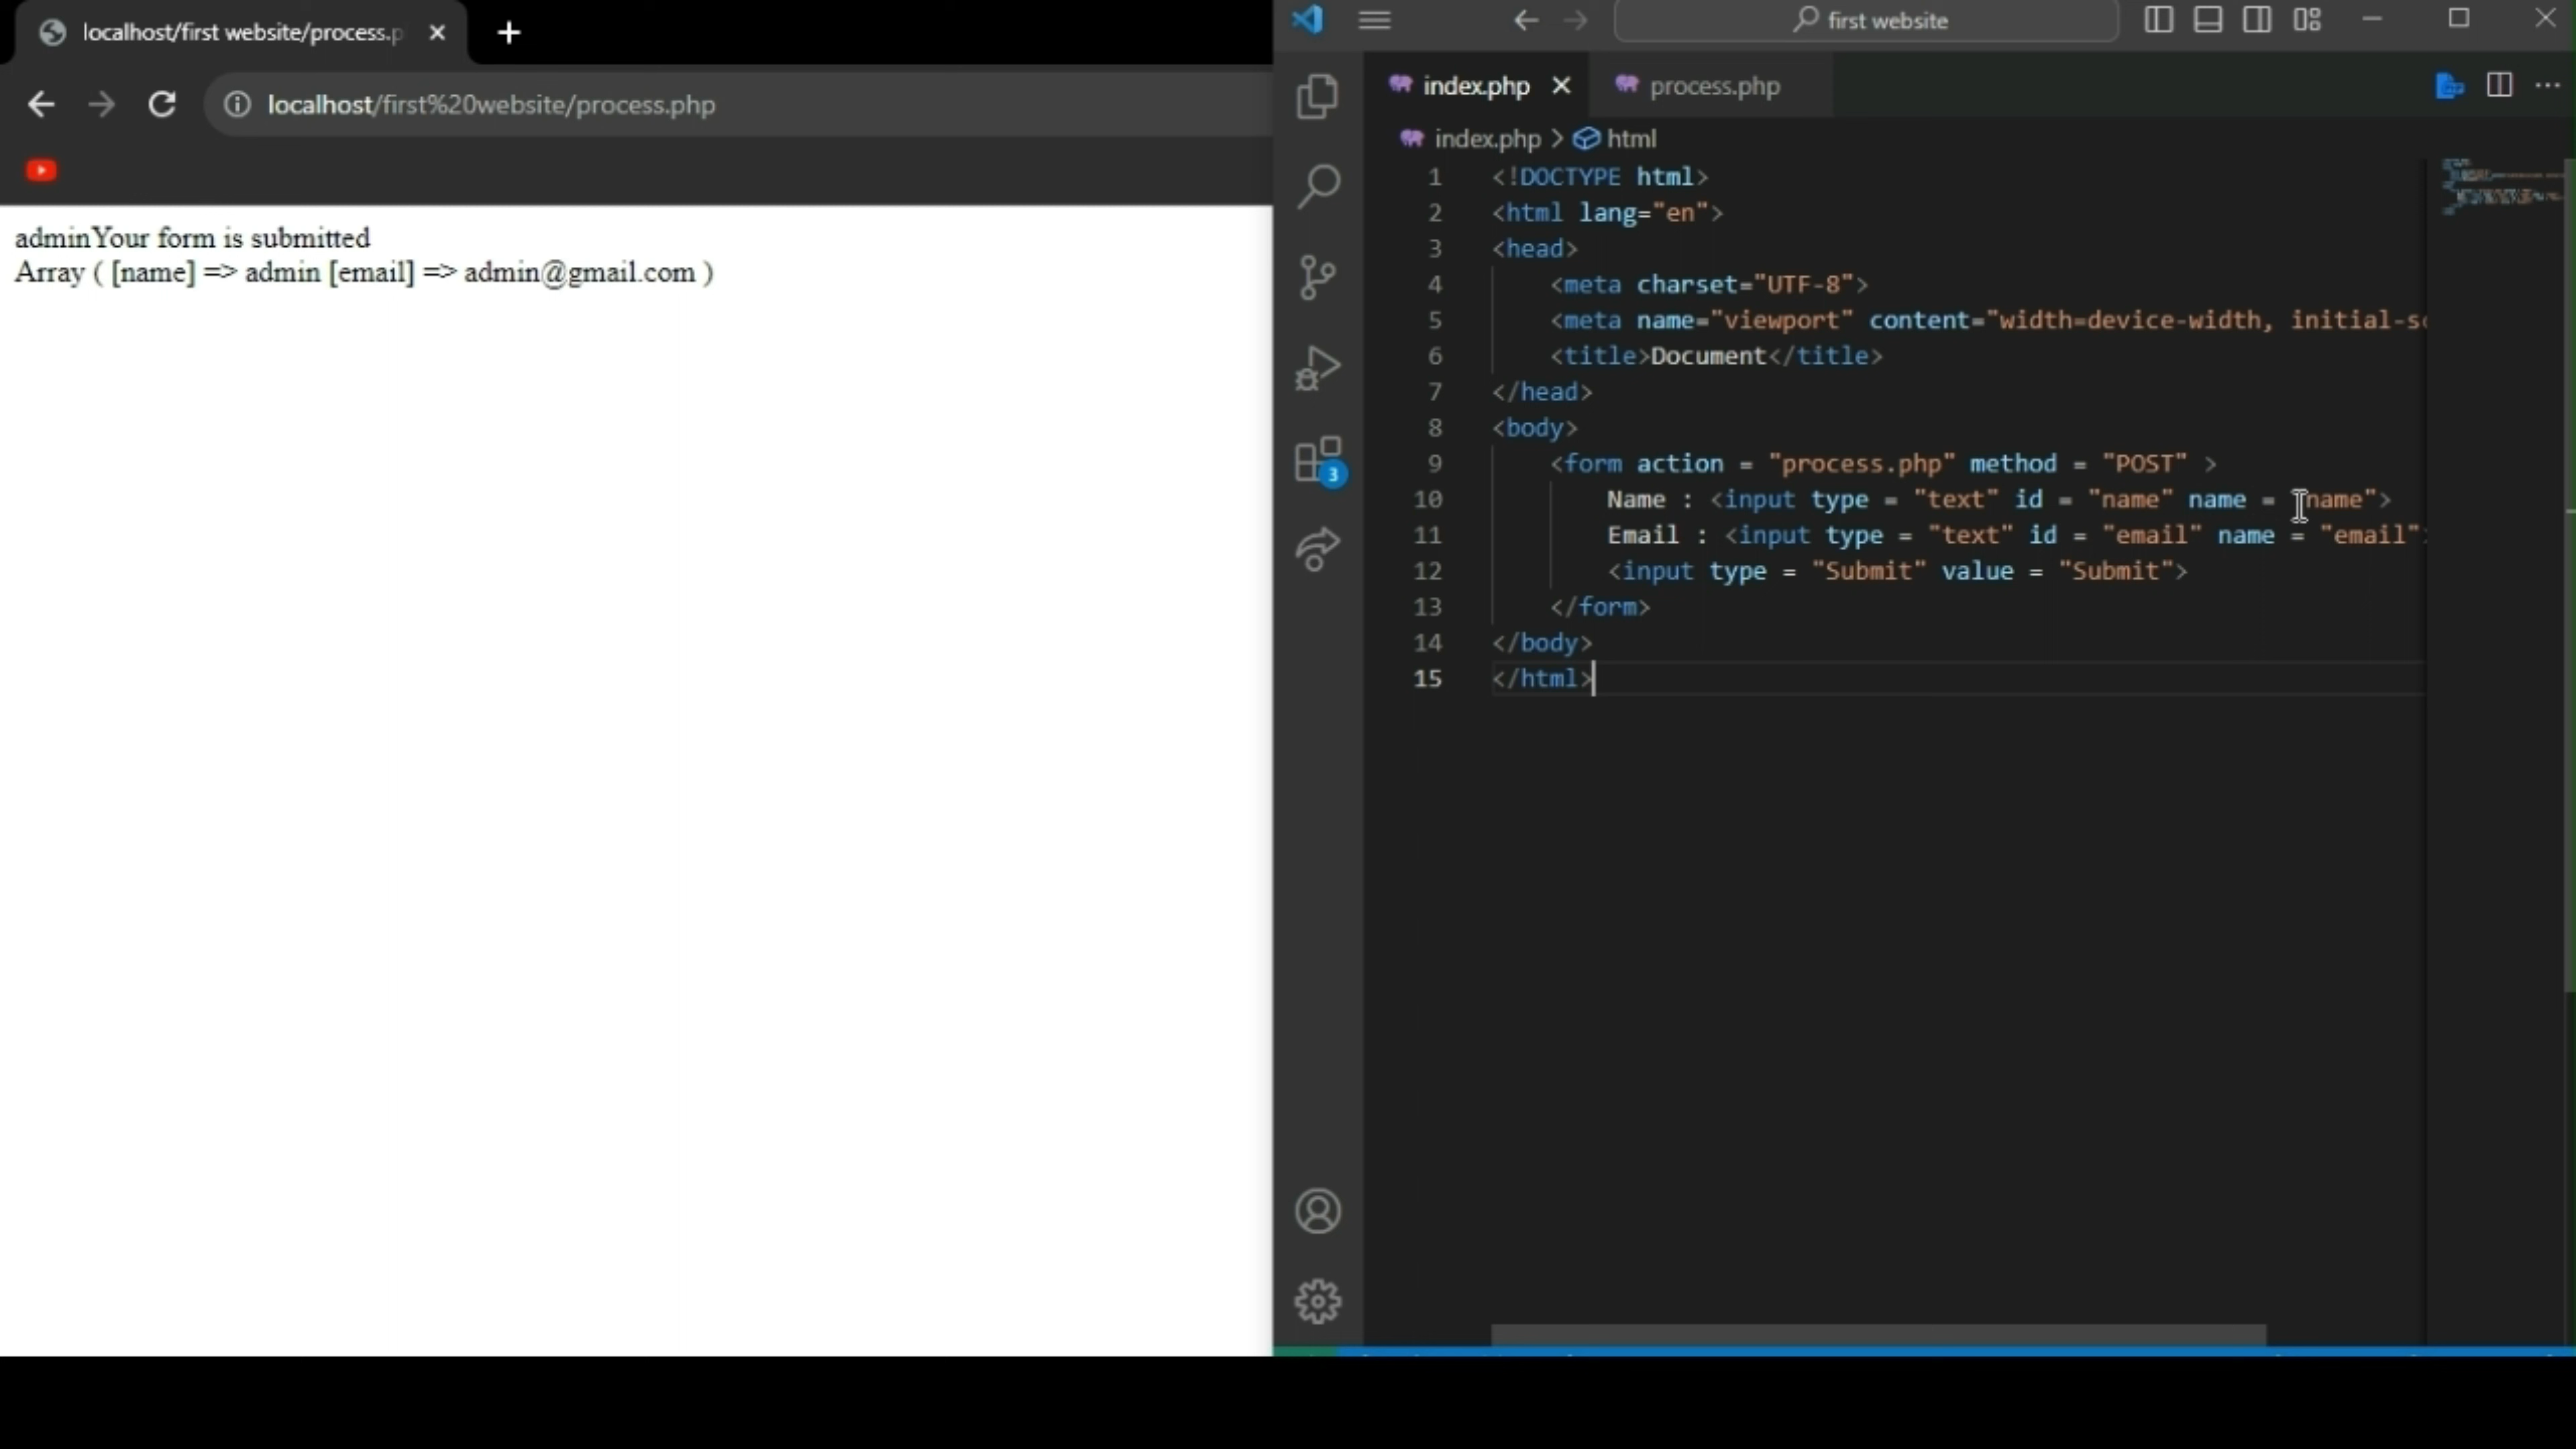 localhost/first website/process.p
localhost/first%20website/process.php
adminYour form is submitted
Array ( [name] => admin [email] => admin@gmail.com )
first website
index.php
process.php
index.php > html
1 <!DOCTYPE html>
2 <html lang="en">
3 <head>
4 <meta charset="UTF-8">
5 <meta name="viewport" content="width=device-width, initial-sc
6 <title>Document</title>
7 </head>
8 <body>
9 <form action = "process.php" method = "POST" >
10 Name : <input type = "text" id = "name" name = "name">
11 Email : <input type = "text" id = "email" name = "email">
12 <input type = "Submit" value = "Submit">
13 </form>
14 </body>
15 </html>
3